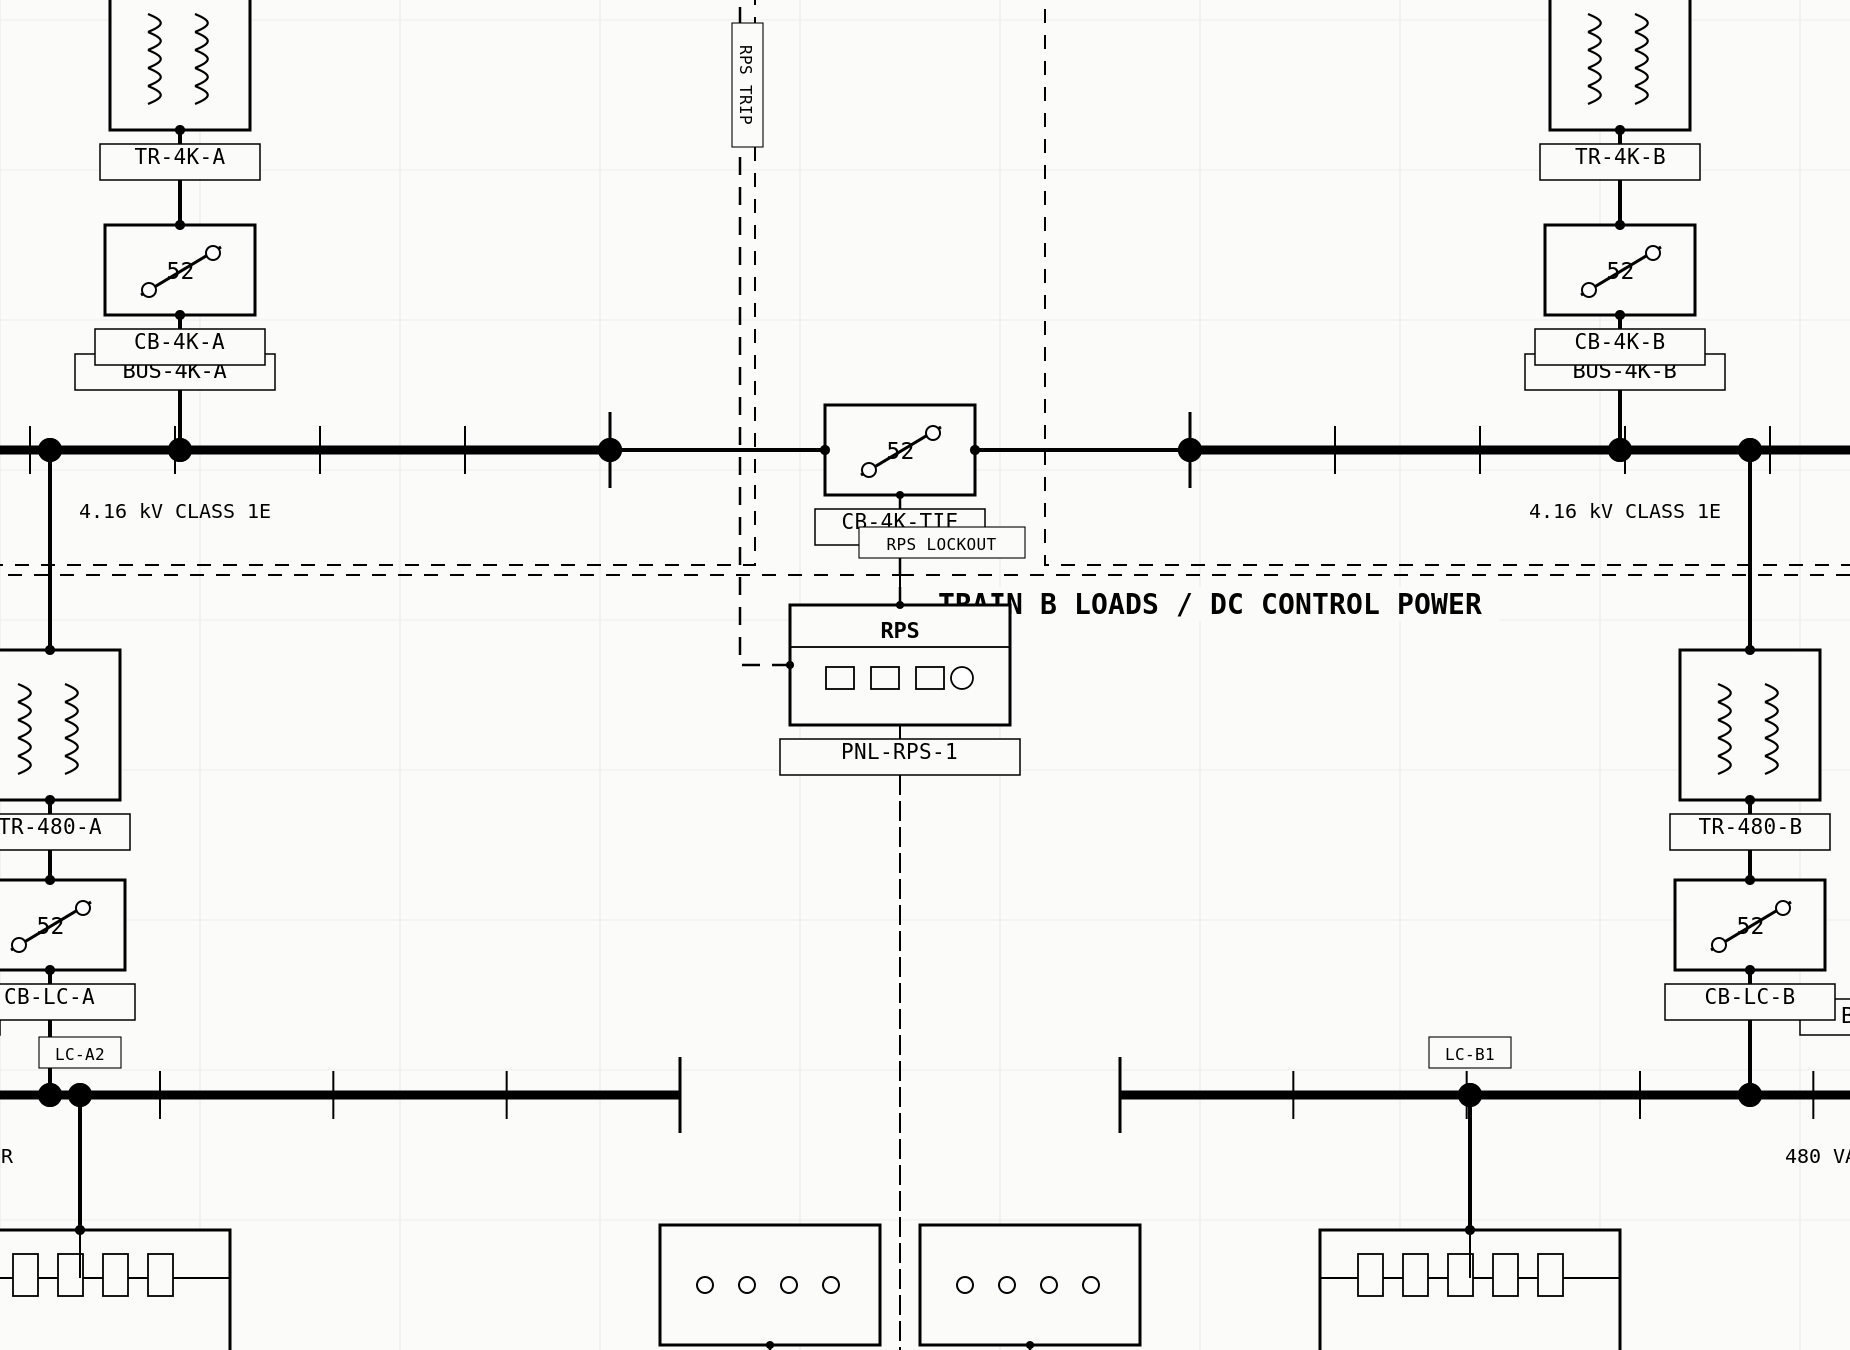 RPS TRIP
TR-4K-A
TR-4K-B
52
52
CB-4K-A
CB-4K-B
BUS-4K-A
BUS-4K-B
52
4.16 kV CLASS 1E
4.16 kV CLASS 1E
CB-4K-TIE
RPS LOCKOUT
TRAIN B LOADS / DC CONTROL POWER
RPS
PNL-RPS-1
TR-480-A
TR-480-B
52
52
CB-LC-A
CB-LC-B
B
LC-A2
LC-B1
R
480 VA